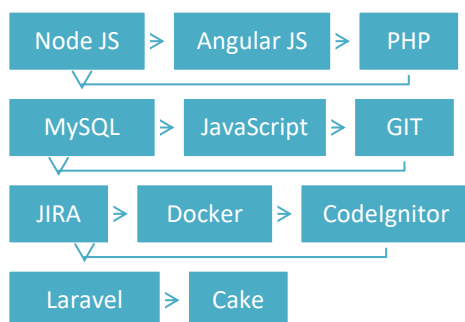 Node JS
Angular JS
PHP
MySQL
JavaScript
GIT
JIRA
Docker
CodeIgnitor
Laravel
Cake